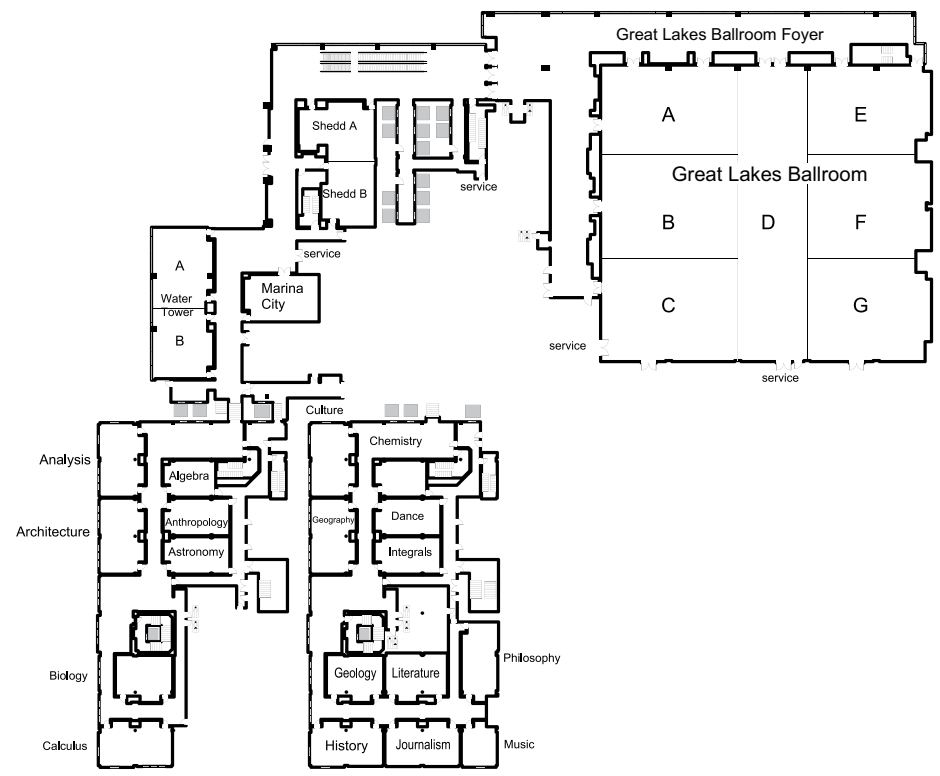 Great Lakes Ballroom Foyer
A
E
Shedd A
Great Lakes Ballroom
service
Shedd B
B
D
F
service
A
Marina
City
Water
Tower
C
G
B
service
service
Culture
Chemistry
Analysis
Algebra
Architecture
Anthropology
Geography
Dance
Astronomy
Integrals
Biology
Geology
Literature
Philosophy
Calculus
History
Journalism
Music